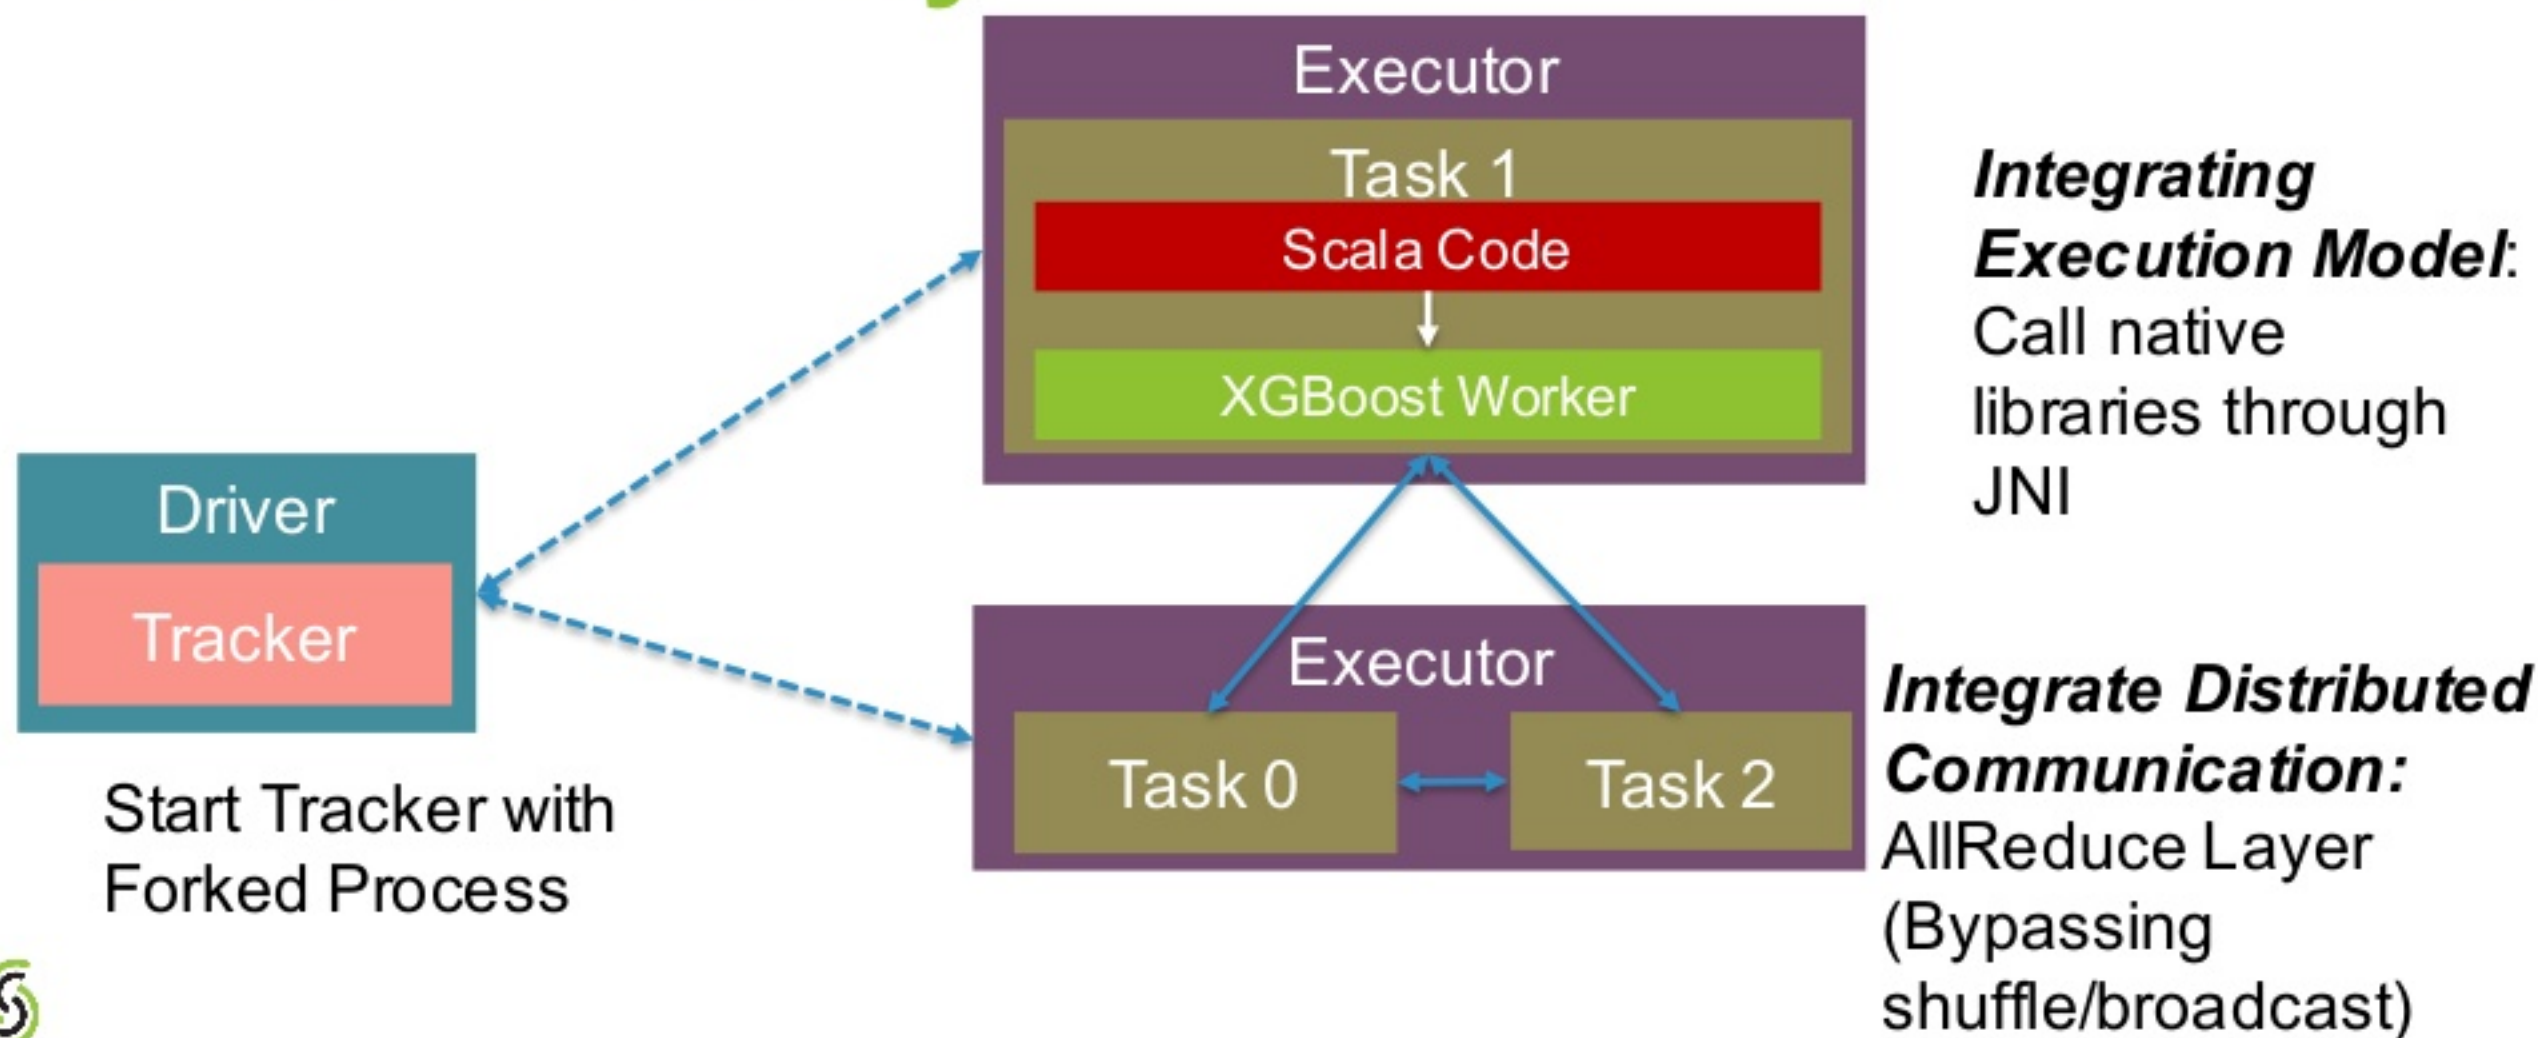 Executor
Task 1
Scala Code
XGBoost Worker
Integrating
Execution Model:
Call native
libraries through
JNI
Driver
Tracker
Start Tracker with
Forked Process
Executor
Task 0
Task 2
Integrate Distributed
Communication:
AllReduce Layer
(Bypassing
shuffle/broadcast)